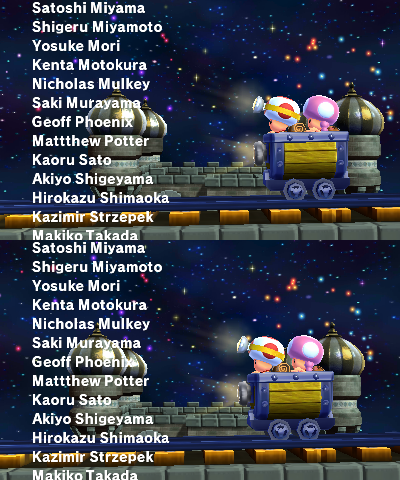 Satoshi Miyama
Shigeru Miyamoto
Yosuke Mori
Kenta Motokura
Nicholas Mulkey
Saki Murayama
Geoff Phoenix
Mattthew Potter
Kaoru Sato
Akiyo Shigeyama
Hirokazu Shimaoka
Kazimir Strzepek
Makiko Takada
Satoshi Miyama
Shigeru Miyamoto
Yosuke Mori
Kenta Motokura
Nicholas Mulkey
Saki Murayama
Geoff Phoenix
Mattthew Potter
Kaoru Sato
Akiyo Shigeyama
Hirokazu Shimaoka
Kazimir Strzepek
Makiko Takada